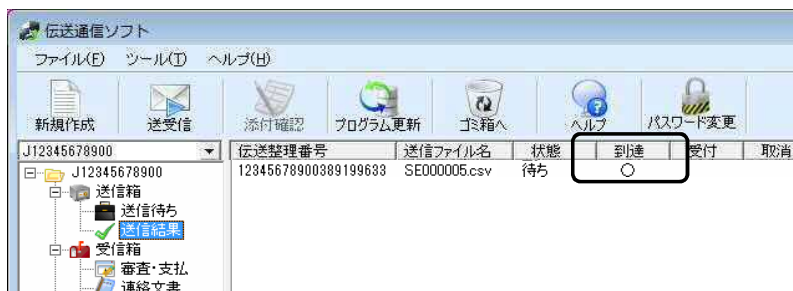 伝送通信ソフト
ファイル(F) ツール(T) ヘルプ(H)
新規作成 送受信 添付確認 プログラム更新 ゴミ箱へ ヘルプ パスワード変更
J12345678900 伝送整理番号 送信ファイル名 状態 到達 受付 取消
J12345678900 12345678900389199633 SE000005.csv 待ち ○
送信箱
送信待ち
送信結果
受信箱
審査・支払
連絡文書